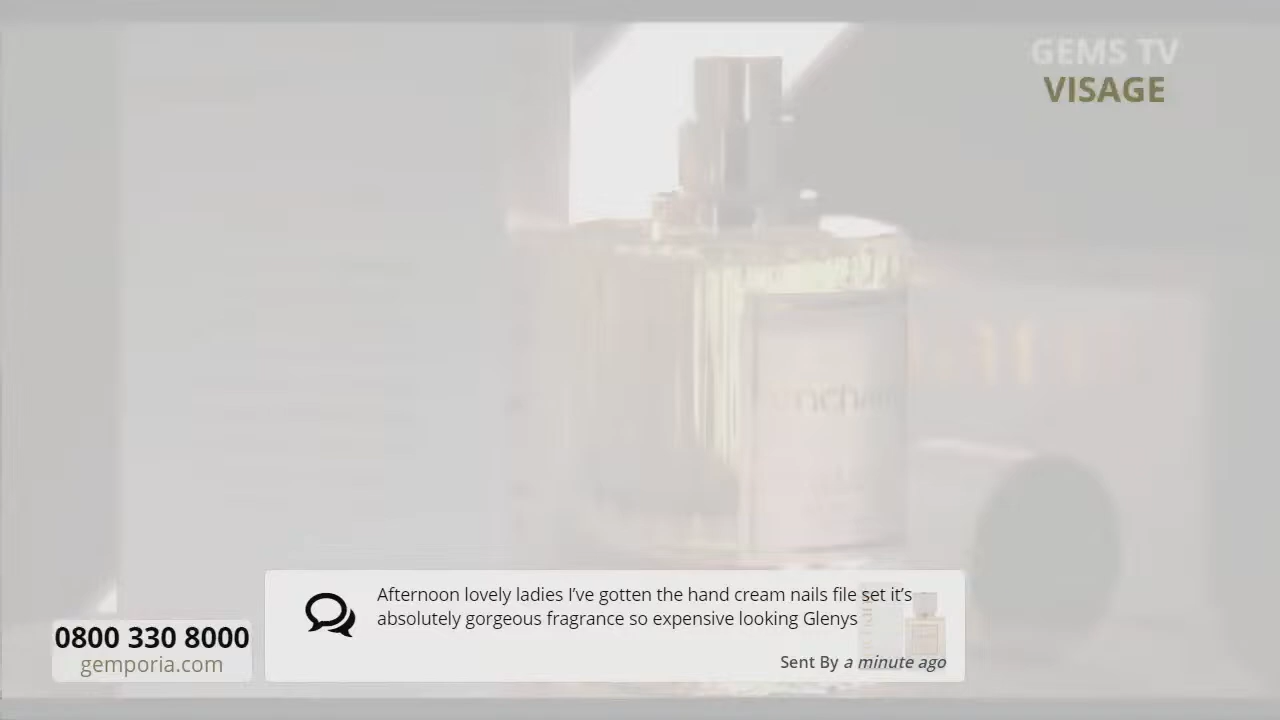 GEMS TV
VISAGE
Afternoon lovely ladies I've gotten the hand cream nails file set it's
absolutely gorgeous fragrance so expensive looking Glenys
Sent By a minute ago
0800 330 8000
gemporia.com